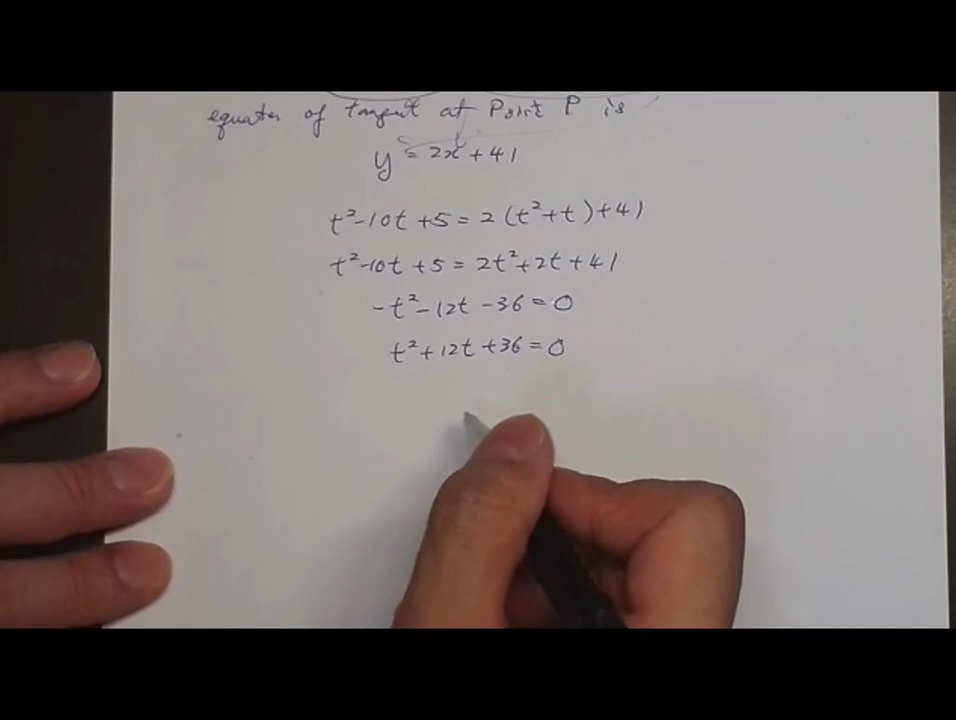 equation of tangent at Point P is
y = 2x + 41
t²-10t +5 = 2 (t²+t)+41
t²-10t +5 = 2t²+2t +41
-t²-12t -36 = 0
t²+12t +36 = 0